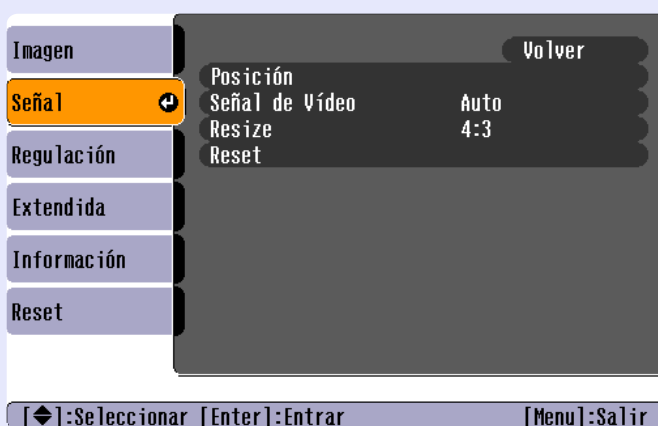 Imagen
Señal
Regulación
Extendida
Información
Reset
Volver
Posición
Señal de Vídeo Auto
Resize 4:3
Reset
[◆]:Seleccionar [Enter]:Entrar [Menu]:Salir